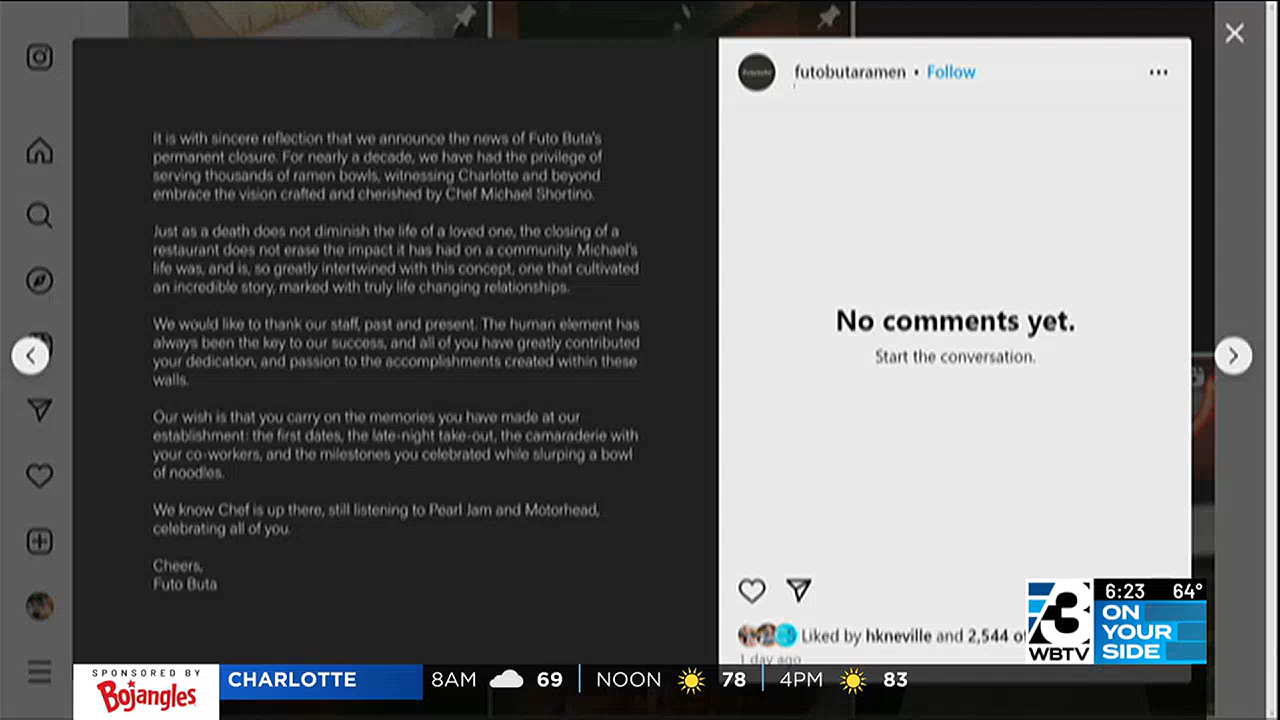 It is with sincere reflection that we announce the news of Futo Buta's
permanent closure. For nearly a decade, we have had the privilege of
serving thousands of ramen bowls, witnessing Charlotte and beyond
embrace the vision crafted and cherished by Chef Michael Shortino.
Just as a death does not diminish the life of a loved one, the closing of a
restaurant does not erase the impact it has had on a community. Michael's
life was, and is, so greatly intertwined with this concept, one that cultivated
an incredible story, marked with truly life changing relationships.
We would like to thank our staff, past and present. The human element has
always been the key to our success, and all of you have greatly contributed
your dedication, and passion to the accomplishments created within these
walls.
Our wish is that you carry on the memories you have made at our
establishment: the first dates, the late-night take-out, the camaraderie with
your co-workers, and the milestones you celebrated while slurping a bowl
of noodles.
We know Chef is up there, still listening to Pearl Jam and Motorhead,
celebrating all of you.
Cheers,
Futo Buta
futobutaramen • Follow
No comments yet.
Start the conversation.
Liked by hkneville and 2,544
1 day ago
3
WBTV
6:23 64°
ON
YOUR
SIDE
SPONSORED BY
Bojangles
CHARLOTTE
8AM 69
NOON 78
4PM 83